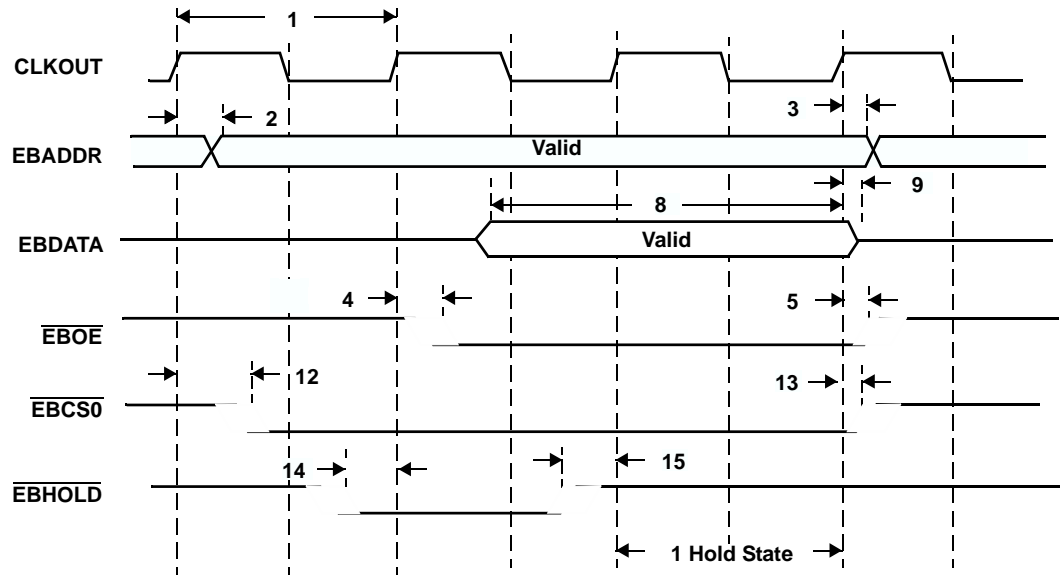 1
CLKOUT
2
3
EBADDR
Valid
9
8
EBDATA
Valid
4
5
EBOE
12
13
EBCS0
14
15
EBHOLD
1 Hold State